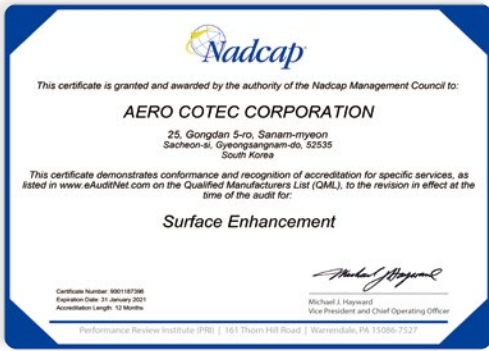 Nadcap
This certificate is granted and awarded by the authority of the Nadcap Management Council to:
AERO COTEC CORPORATION
25, Gongdan 5-ro, Sanam-myeon
Sacheon-si, Gyeongsangnam-do, 52535
South Korea
This certificate demonstrates conformance and recognition of accreditation for specific services, as
listed in www.eAuditNet.com on the Qualified Manufacturers List (QML), to the revision in effect at the
time of the audit for:
Surface Enhancement
Certificate Number: 9001187396
Expiration Date: 31 January 2021
Accreditation Length: 12 Months
Michael J. Hayward
Michael J. Hayward
Vice President and Chief Operating Officer
Performance Review Institute (PRI) | 161 Thorn Hill Road | Warrendale, PA 15086-7527